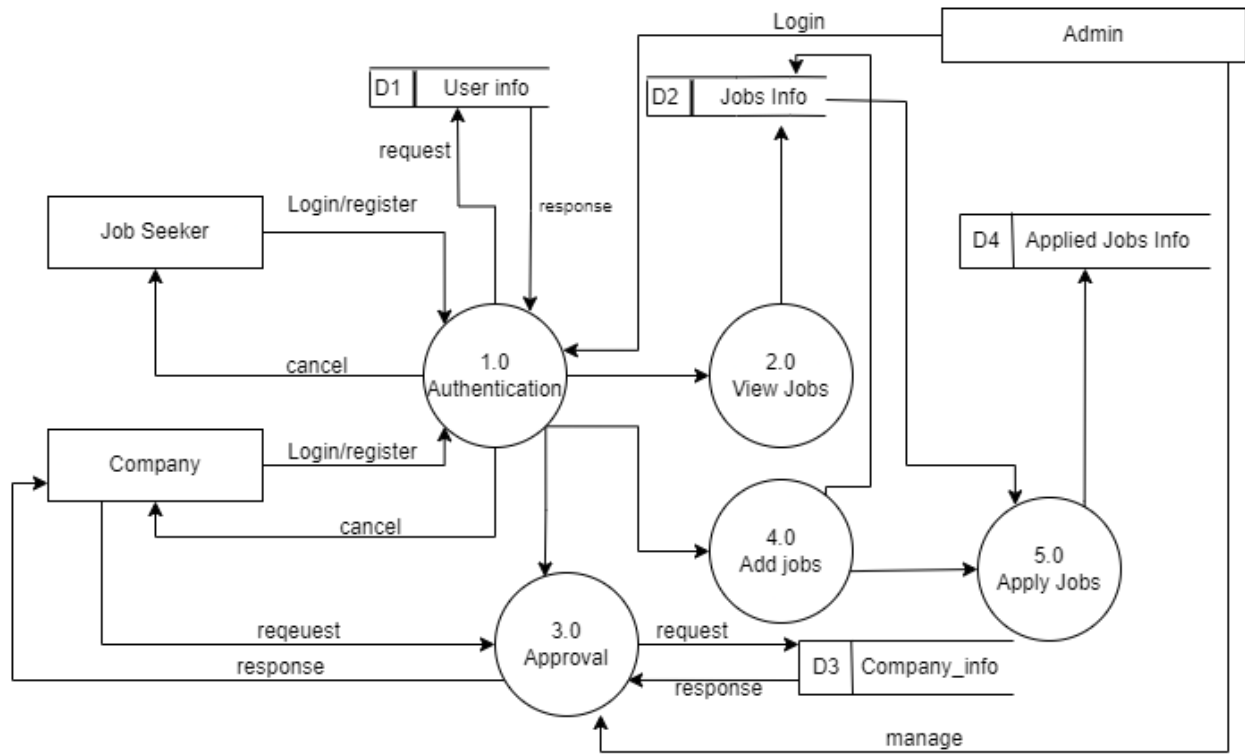 Login
Admin
D1 User info
D2 Jobs Info
request
response
Login/register
Job Seeker
D4 Applied Jobs Info
cancel
1.0
Authentication
2.0
View Jobs
Company
Login/register
cancel
4.0
Add jobs
5.0
Apply Jobs
reqeuest
3.0
Approval
request
response
D3 Company_info
response
manage